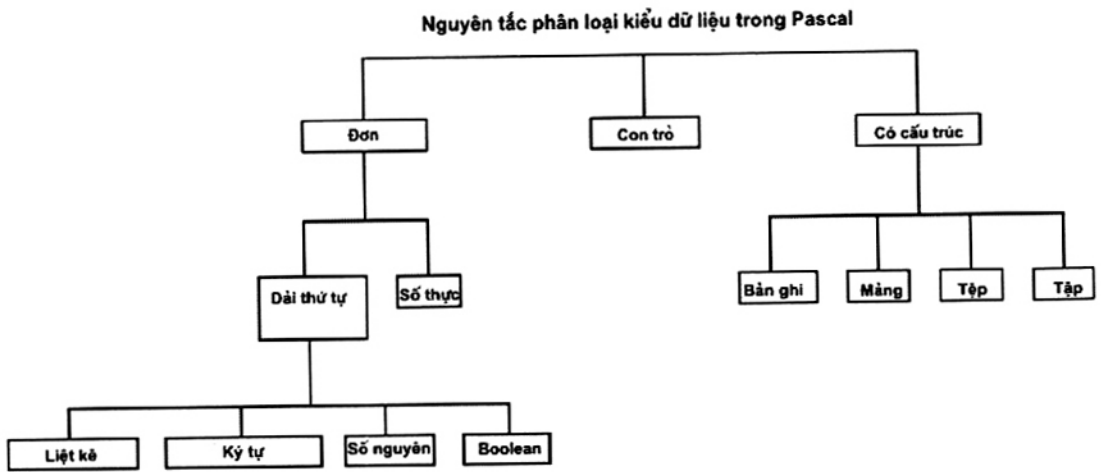 Nguyên tắc phân loại kiểu dữ liệu trong Pascal
Đơn
Con trỏ
Có cấu trúc
Dải thứ tự
Số thực
Bản ghi
Mảng
Tệp
Tập
Liệt kê
Ký tự
Số nguyên
Boolean